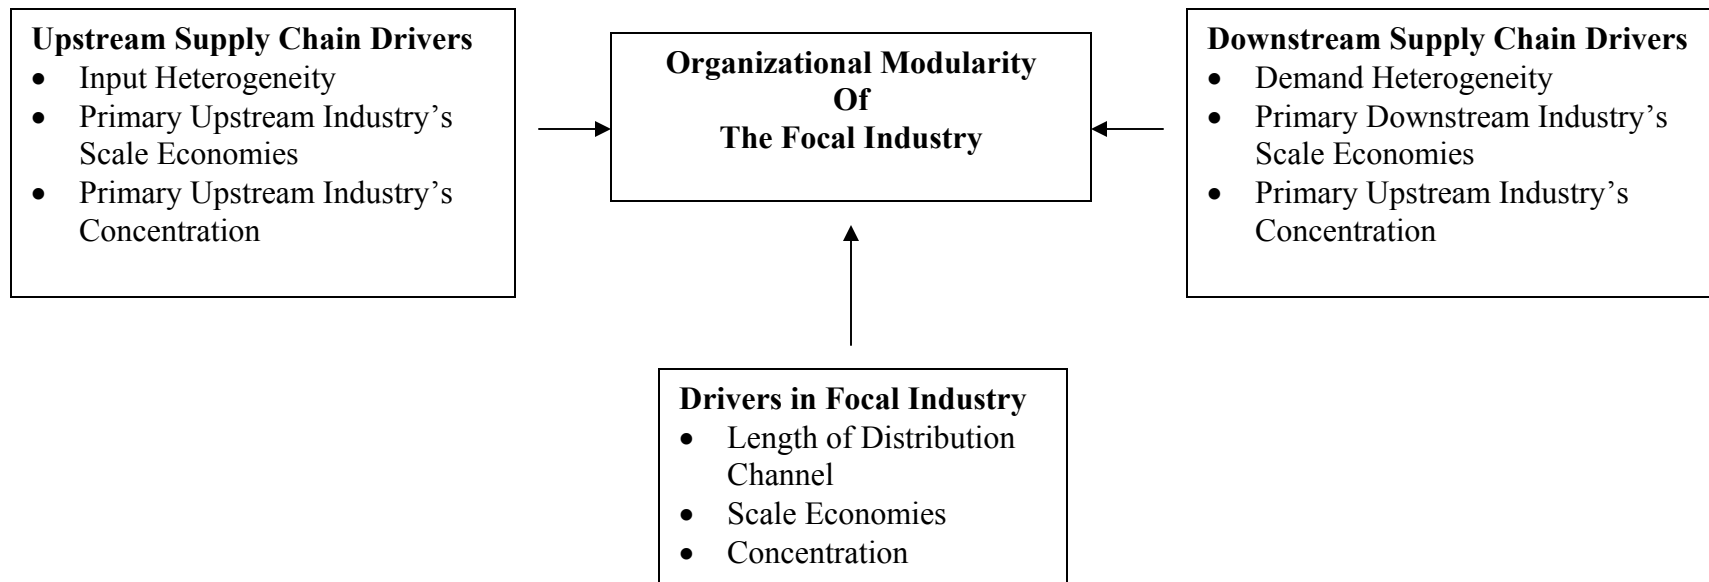 Upstream Supply Chain Drivers
• Input Heterogeneity
• Primary Upstream Industry’s
Scale Economies
• Primary Upstream Industry’s
Concentration
Organizational Modularity
Of
The Focal Industry
Downstream Supply Chain Drivers
• Demand Heterogeneity
• Primary Downstream Industry’s
Scale Economies
• Primary Upstream Industry’s
Concentration
Drivers in Focal Industry
• Length of Distribution
Channel
• Scale Economies
• Concentration